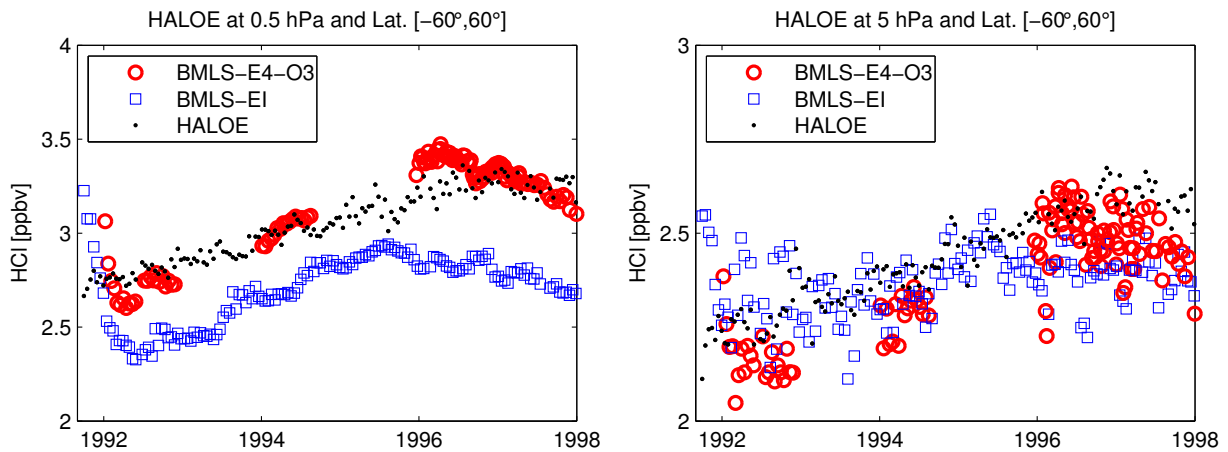 HALOE at 0.5 hPa and Lat. [−60°,60°]
HCl [ppbv]
4
3.5
3
2.5
2
BMLS−E4−O3
BMLS−EI
HALOE
1992 1994 1996 1998
HALOE at 5 hPa and Lat. [−60°,60°]
HCl [ppbv]
3
2.5
2
BMLS−E4−O3
BMLS−EI
HALOE
1992 1994 1996 1998